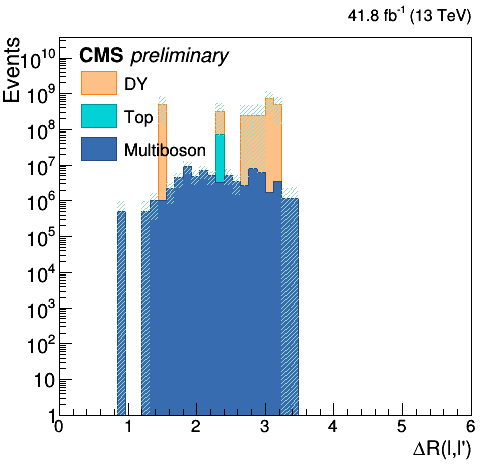 41.8 fb⁻¹ (13 TeV)
Events
CMS preliminary
DY
Top
Multiboson
10¹⁰
10⁹
10⁸
10⁷
10⁶
10⁵
10⁴
10³
10²
10
1
0 1 2 3 4 5 6
ΔR(l,l')